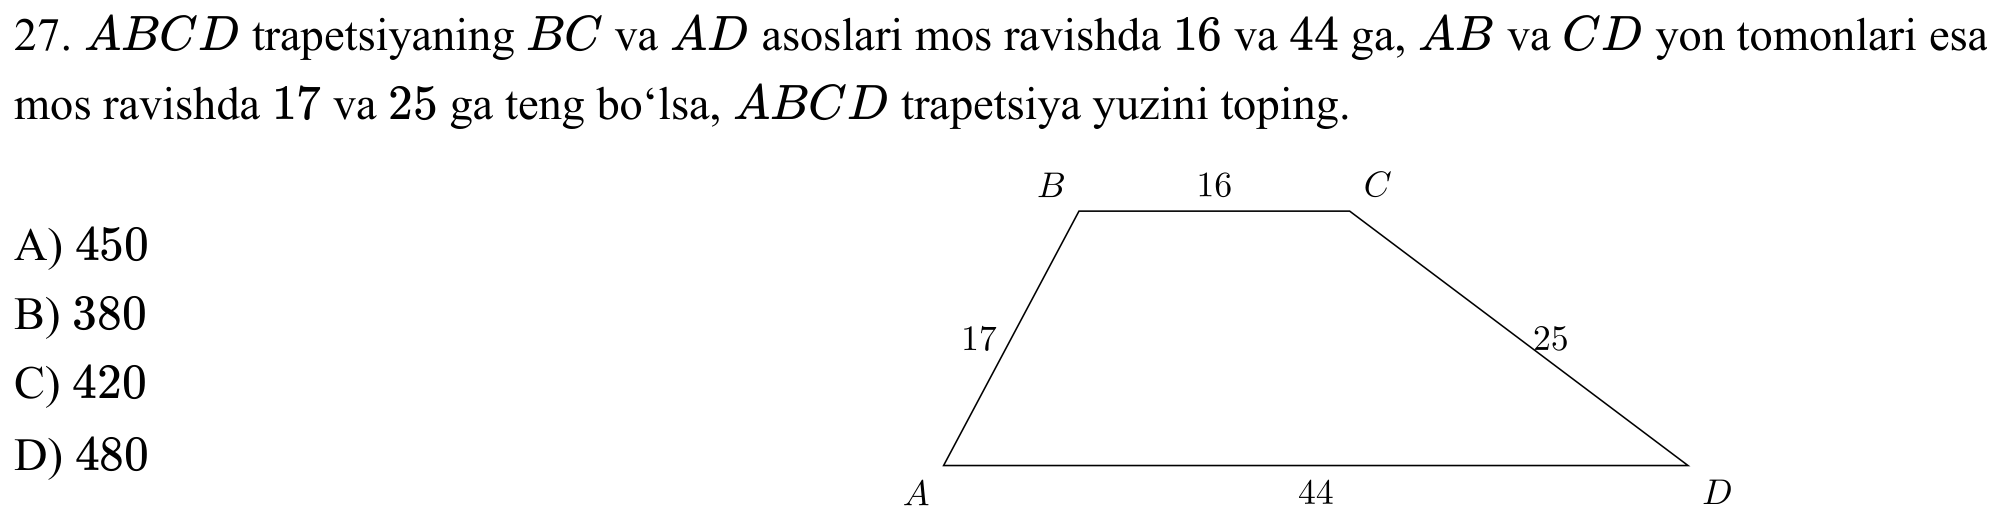 27. ABCD trapetsiyaning BC va AD asoslari mos ravishda 16 va 44 ga, AB va CD yon tomonlari esa
mos ravishda 17 va 25 ga teng bo‘lsa, ABCD trapetsiya yuzini toping.
A) 450
B) 380
C) 420
D) 480
B 16 C
17 25
A 44 D